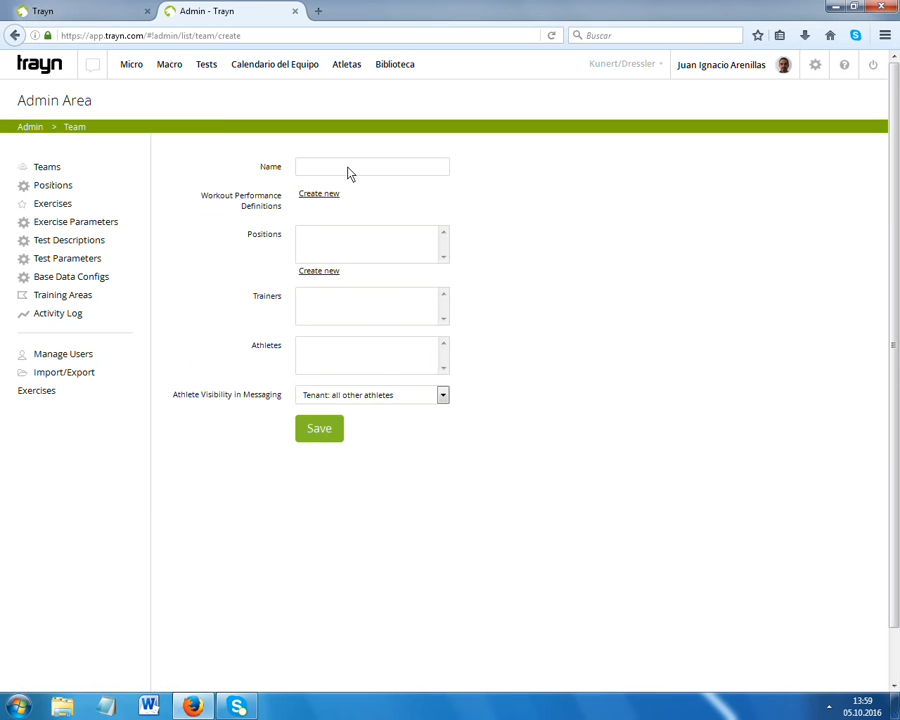 Trayn
Admin - Trayn
https://app.trayn.com/#!admin/list/team/create
Buscar
trayn
Micro Macro Tests Calendario del Equipo Atletas Biblioteca
Kunert/Dressler
Juan Ignacio Arenillas
Admin Area
Admin > Team
Teams
Positions
Exercises
Exercise Parameters
Test Descriptions
Test Parameters
Base Data Configs
Training Areas
Activity Log
Manage Users
Import/Export
Exercises
Name
Workout Performance
Definitions
Create new
Positions
Create new
Trainers
Athletes
Athlete Visibility in Messaging
Tenant: all other athletes
Save
13:59
05.10.2016